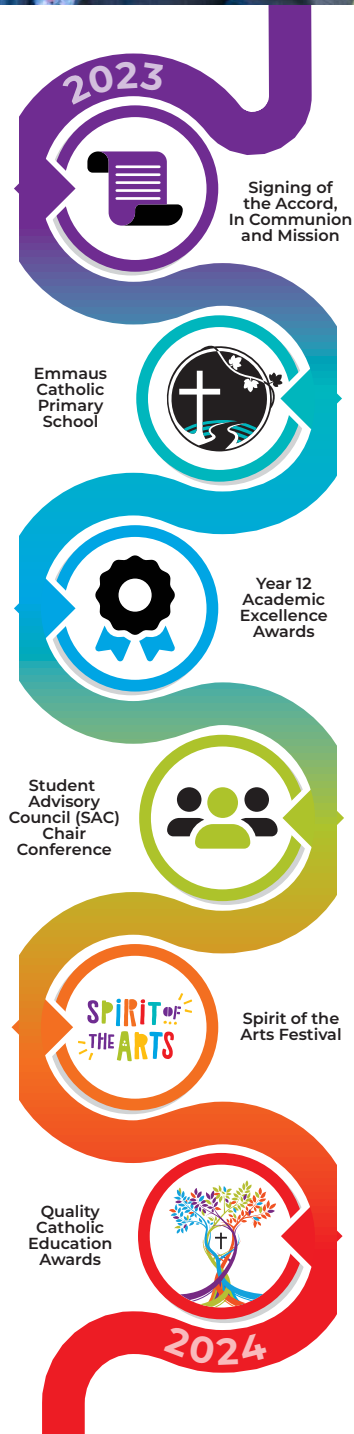 2023
Signing of
the Accord,
In Communion
and Mission
Emmaus
Catholic
Primary
School
Year 12
Academic
Excellence
Awards
Student
Advisory
Council (SAC)
Chair
Conference
SPIRIT OF
THE ARTS
Spirit of the
Arts Festival
Quality
Catholic
Education
Awards
2024